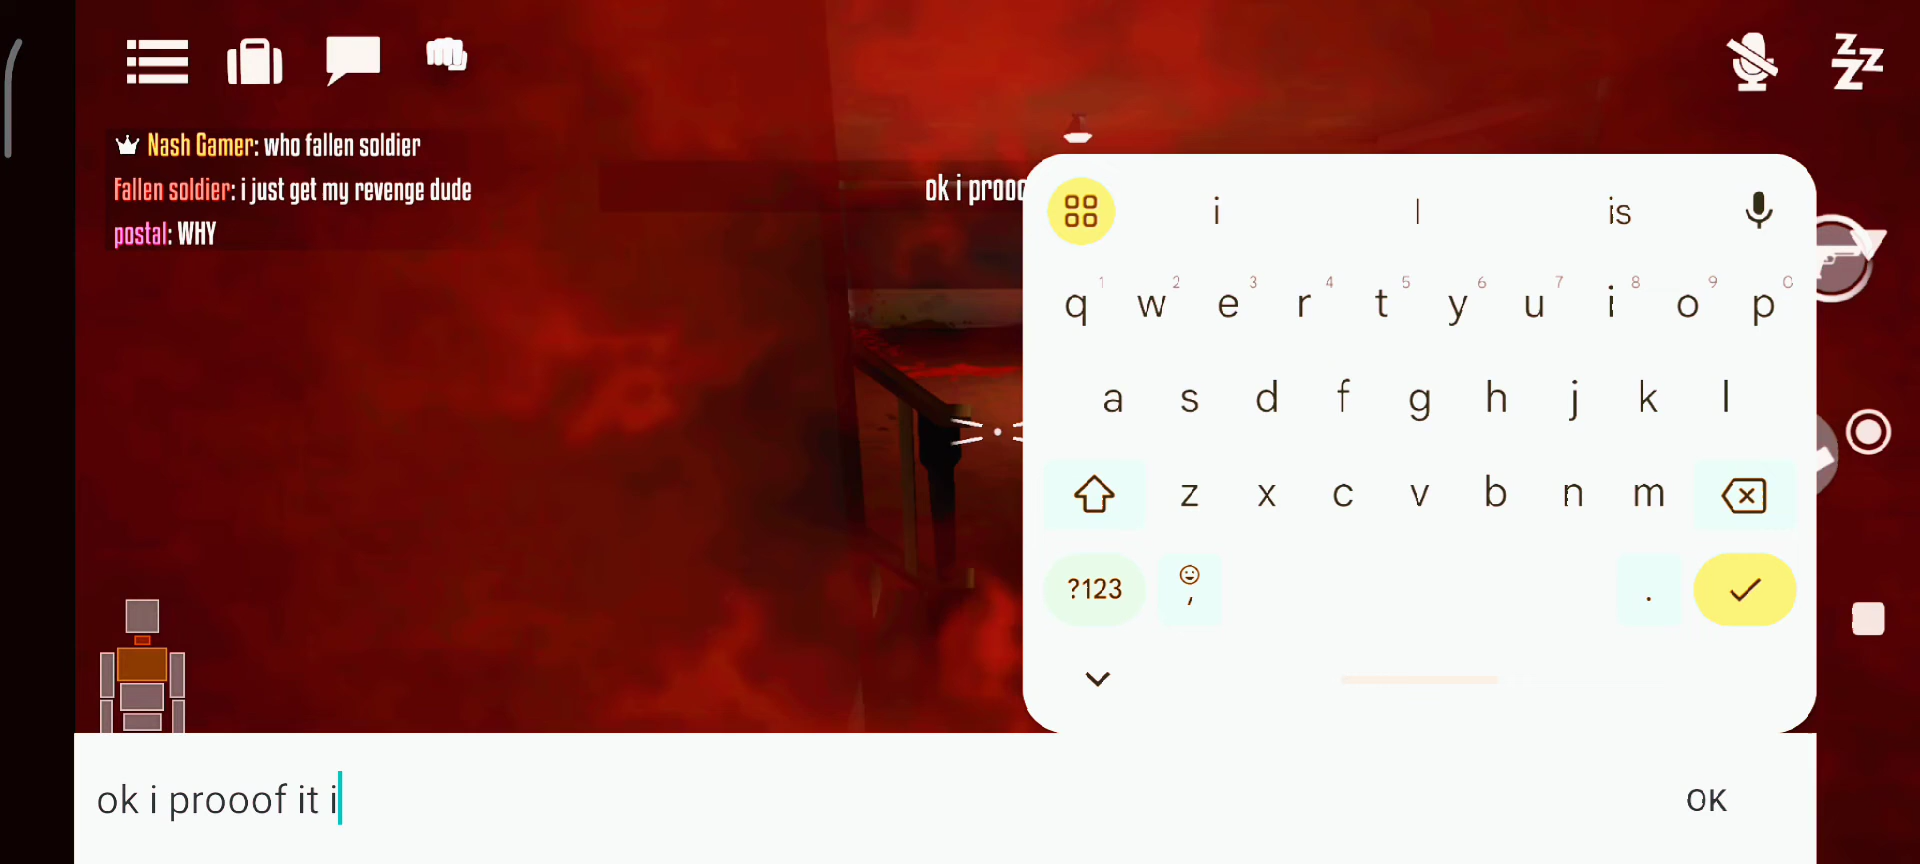 Nash Gamer: who fallen soldier
Fallen soldier: i just get my revenge dude
postal: WHY
ok i prooo
i l is
q 1 w 2 e 3 r 4 t 5 y 6 u 7 i 8 o 9 p 0
a s d f g h j k l
z x c v b n m
?123 , .
ok i prooof it i
OK